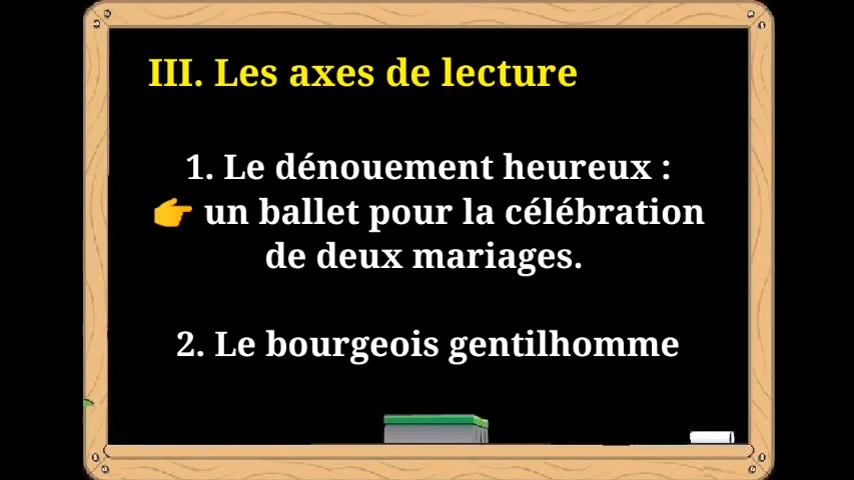 III. Les axes de lecture
1. Le dénouement heureux :
👉 un ballet pour la célébration
de deux mariages.
2. Le bourgeois gentilhomme